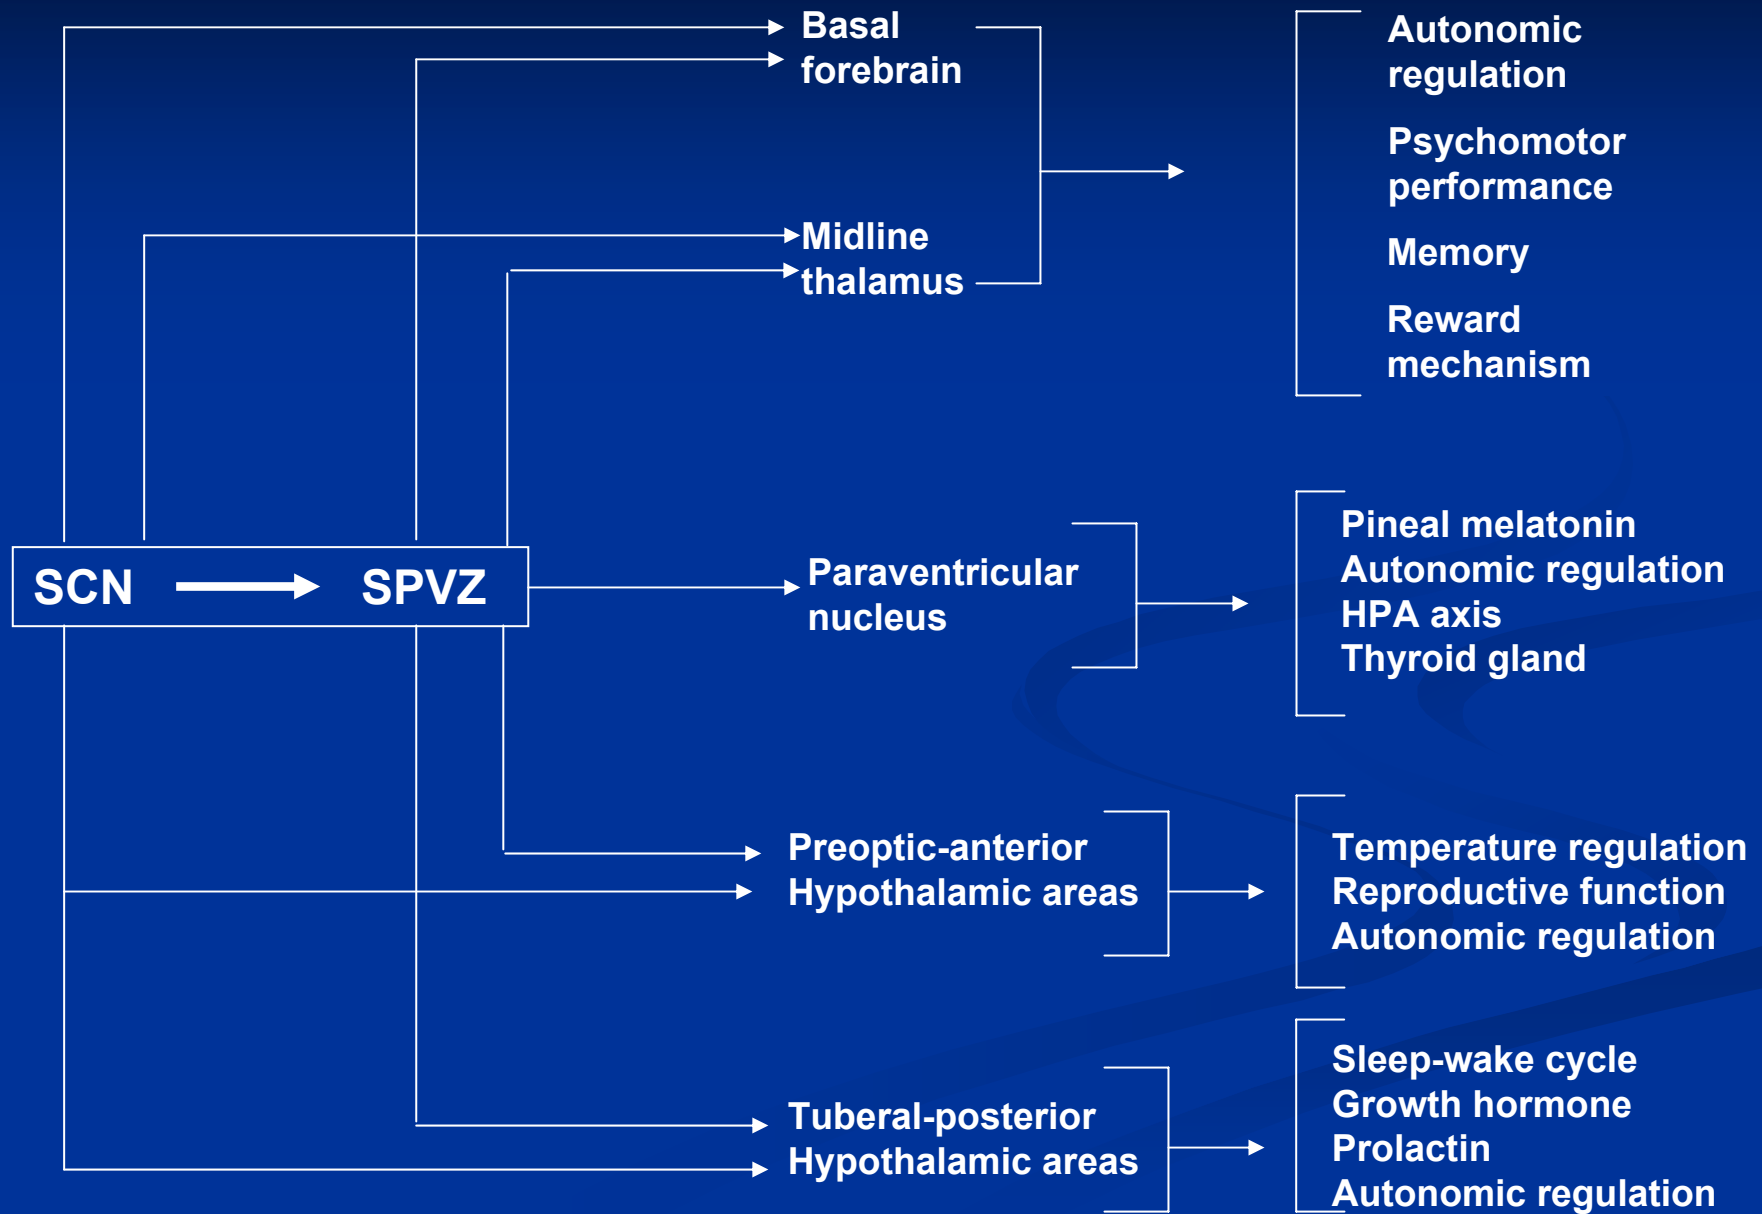 Basal
forebrain
Autonomic
regulation
Psychomotor
performance
Memory
Reward
mechanism
Midline
thalamus
SCN
SPVZ
Paraventricular
nucleus
Pineal melatonin
Autonomic regulation
HPA axis
Thyroid gland
Preoptic-anterior
Hypothalamic areas
Temperature regulation
Reproductive function
Autonomic regulation
Tuberal-posterior
Hypothalamic areas
Sleep-wake cycle
Growth hormone
Prolactin
Autonomic regulation